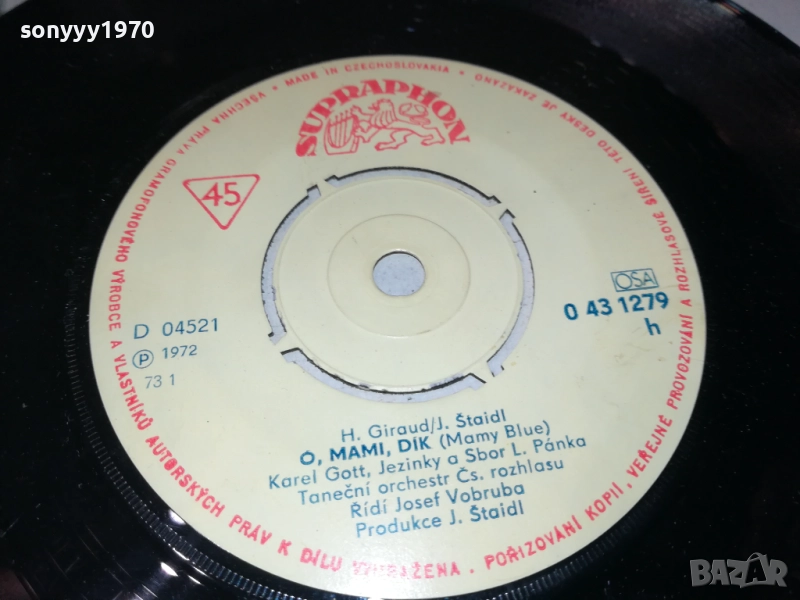 sonyyy1970
SUPRAPHON
VŠECHNA PRÁVA GRAMOFONOVÉHO VÝROBCE A VLASTNÍKŮ AUTORSKÝCH PRÁV K DÍLU VYHRAŽENA. POŘIZOVÁNÍ KOPIÍ, VEŘEJNÉ PROVOZOVÁNÍ A ROZHLASOVÉ ŠÍŘENÍ TÉTO DESKY JE ZAKÁZÁNO • MADE IN CZECHOSLOVAKIA •
45
OSA
D 04521
℗ 1972
73 1
0 43 1279
h
H. Giraud/J. Štaidl
Ó, MAMI, DÍK (Mamy Blue)
Karel Gott, Jezinky a Sbor L. Pánka
Taneční orchestr Čs. rozhlasu
Řídí Josef Vobruba
Produkce J. Štaidl
BAZAR